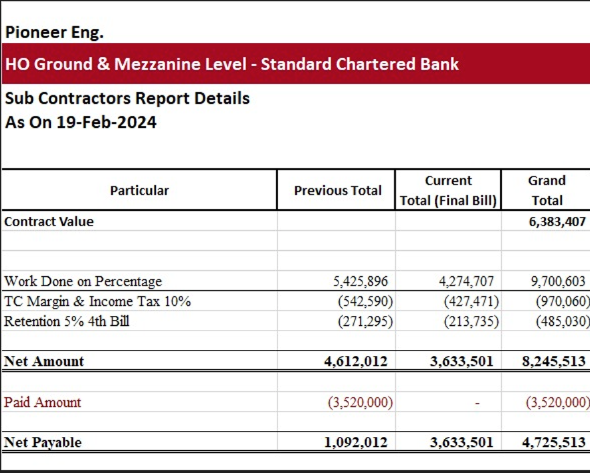 Pioneer Eng.
HO Ground & Mezzanine Level - Standard Chartered Bank
Sub Contractors Report Details
As On 19-Feb-2024
Particular Previous Total Current Total (Final Bill) Grand Total
Contract Value 6,383,407
Work Done on Percentage 5,425,896 4,274,707 9,700,603
TC Margin & Income Tax 10% (542,590) (427,471) (970,060)
Retention 5% 4th Bill (271,295) (213,735) (485,030)
Net Amount 4,612,012 3,633,501 8,245,513
Paid Amount (3,520,000) - (3,520,000)
Net Payable 1,092,012 3,633,501 4,725,513